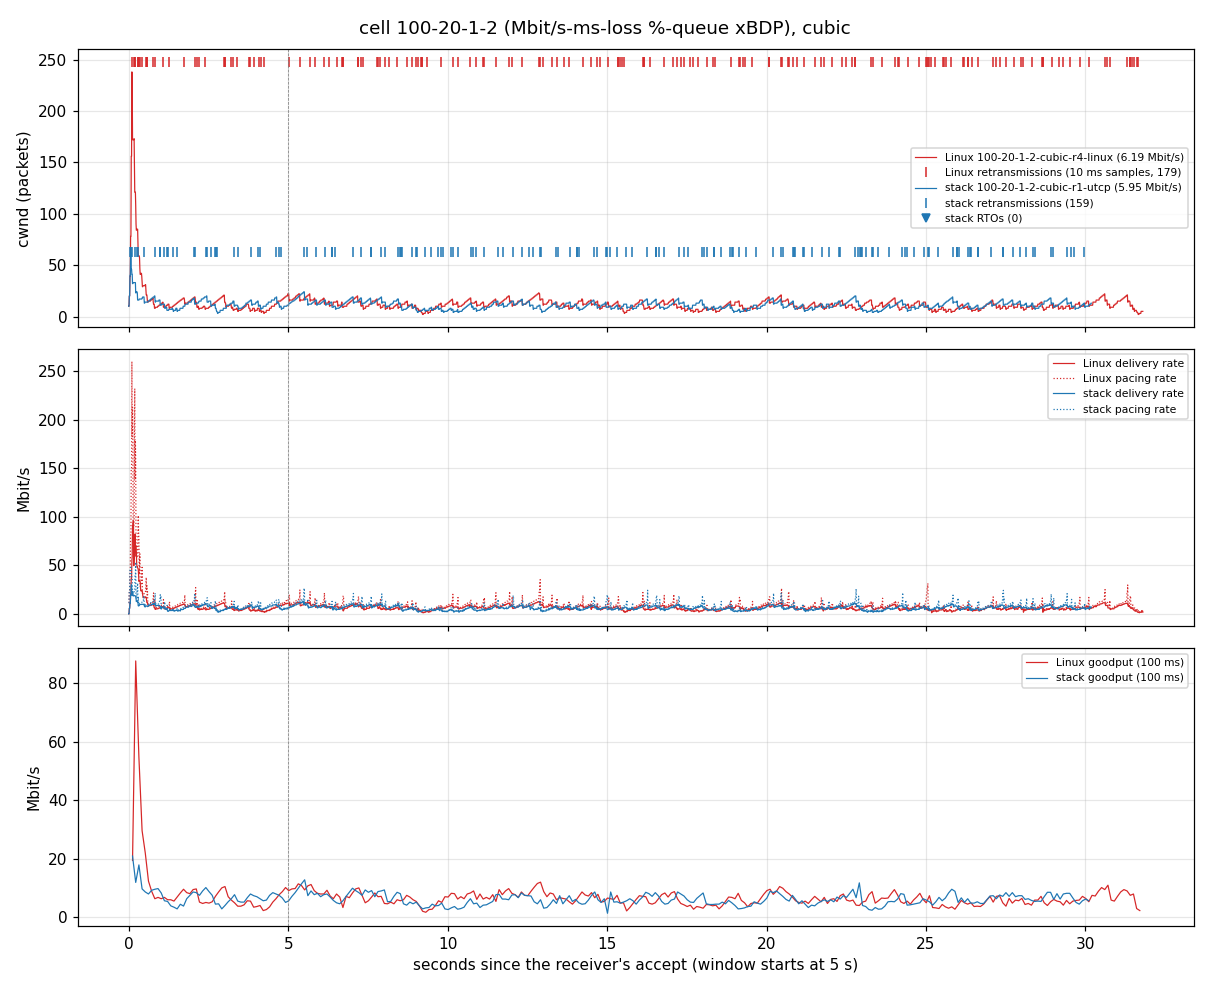 cell 100-20-1-2 (Mbit/s-ms-loss %-queue xBDP), cubic
250
200
150
100
50
0
cwnd (packets)
Linux 100-20-1-2-cubic-r4-linux (6.19 Mbit/s)
Linux retransmissions (10 ms samples, 179)
stack 100-20-1-2-cubic-r1-utcp (5.95 Mbit/s)
stack retransmissions (159)
stack RTOs (0)
250
200
150
100
50
0
Mbit/s
Linux delivery rate
Linux pacing rate
stack delivery rate
stack pacing rate
80
60
40
20
0
Mbit/s
Linux goodput (100 ms)
stack goodput (100 ms)
0 5 10 15 20 25 30
seconds since the receiver's accept (window starts at 5 s)